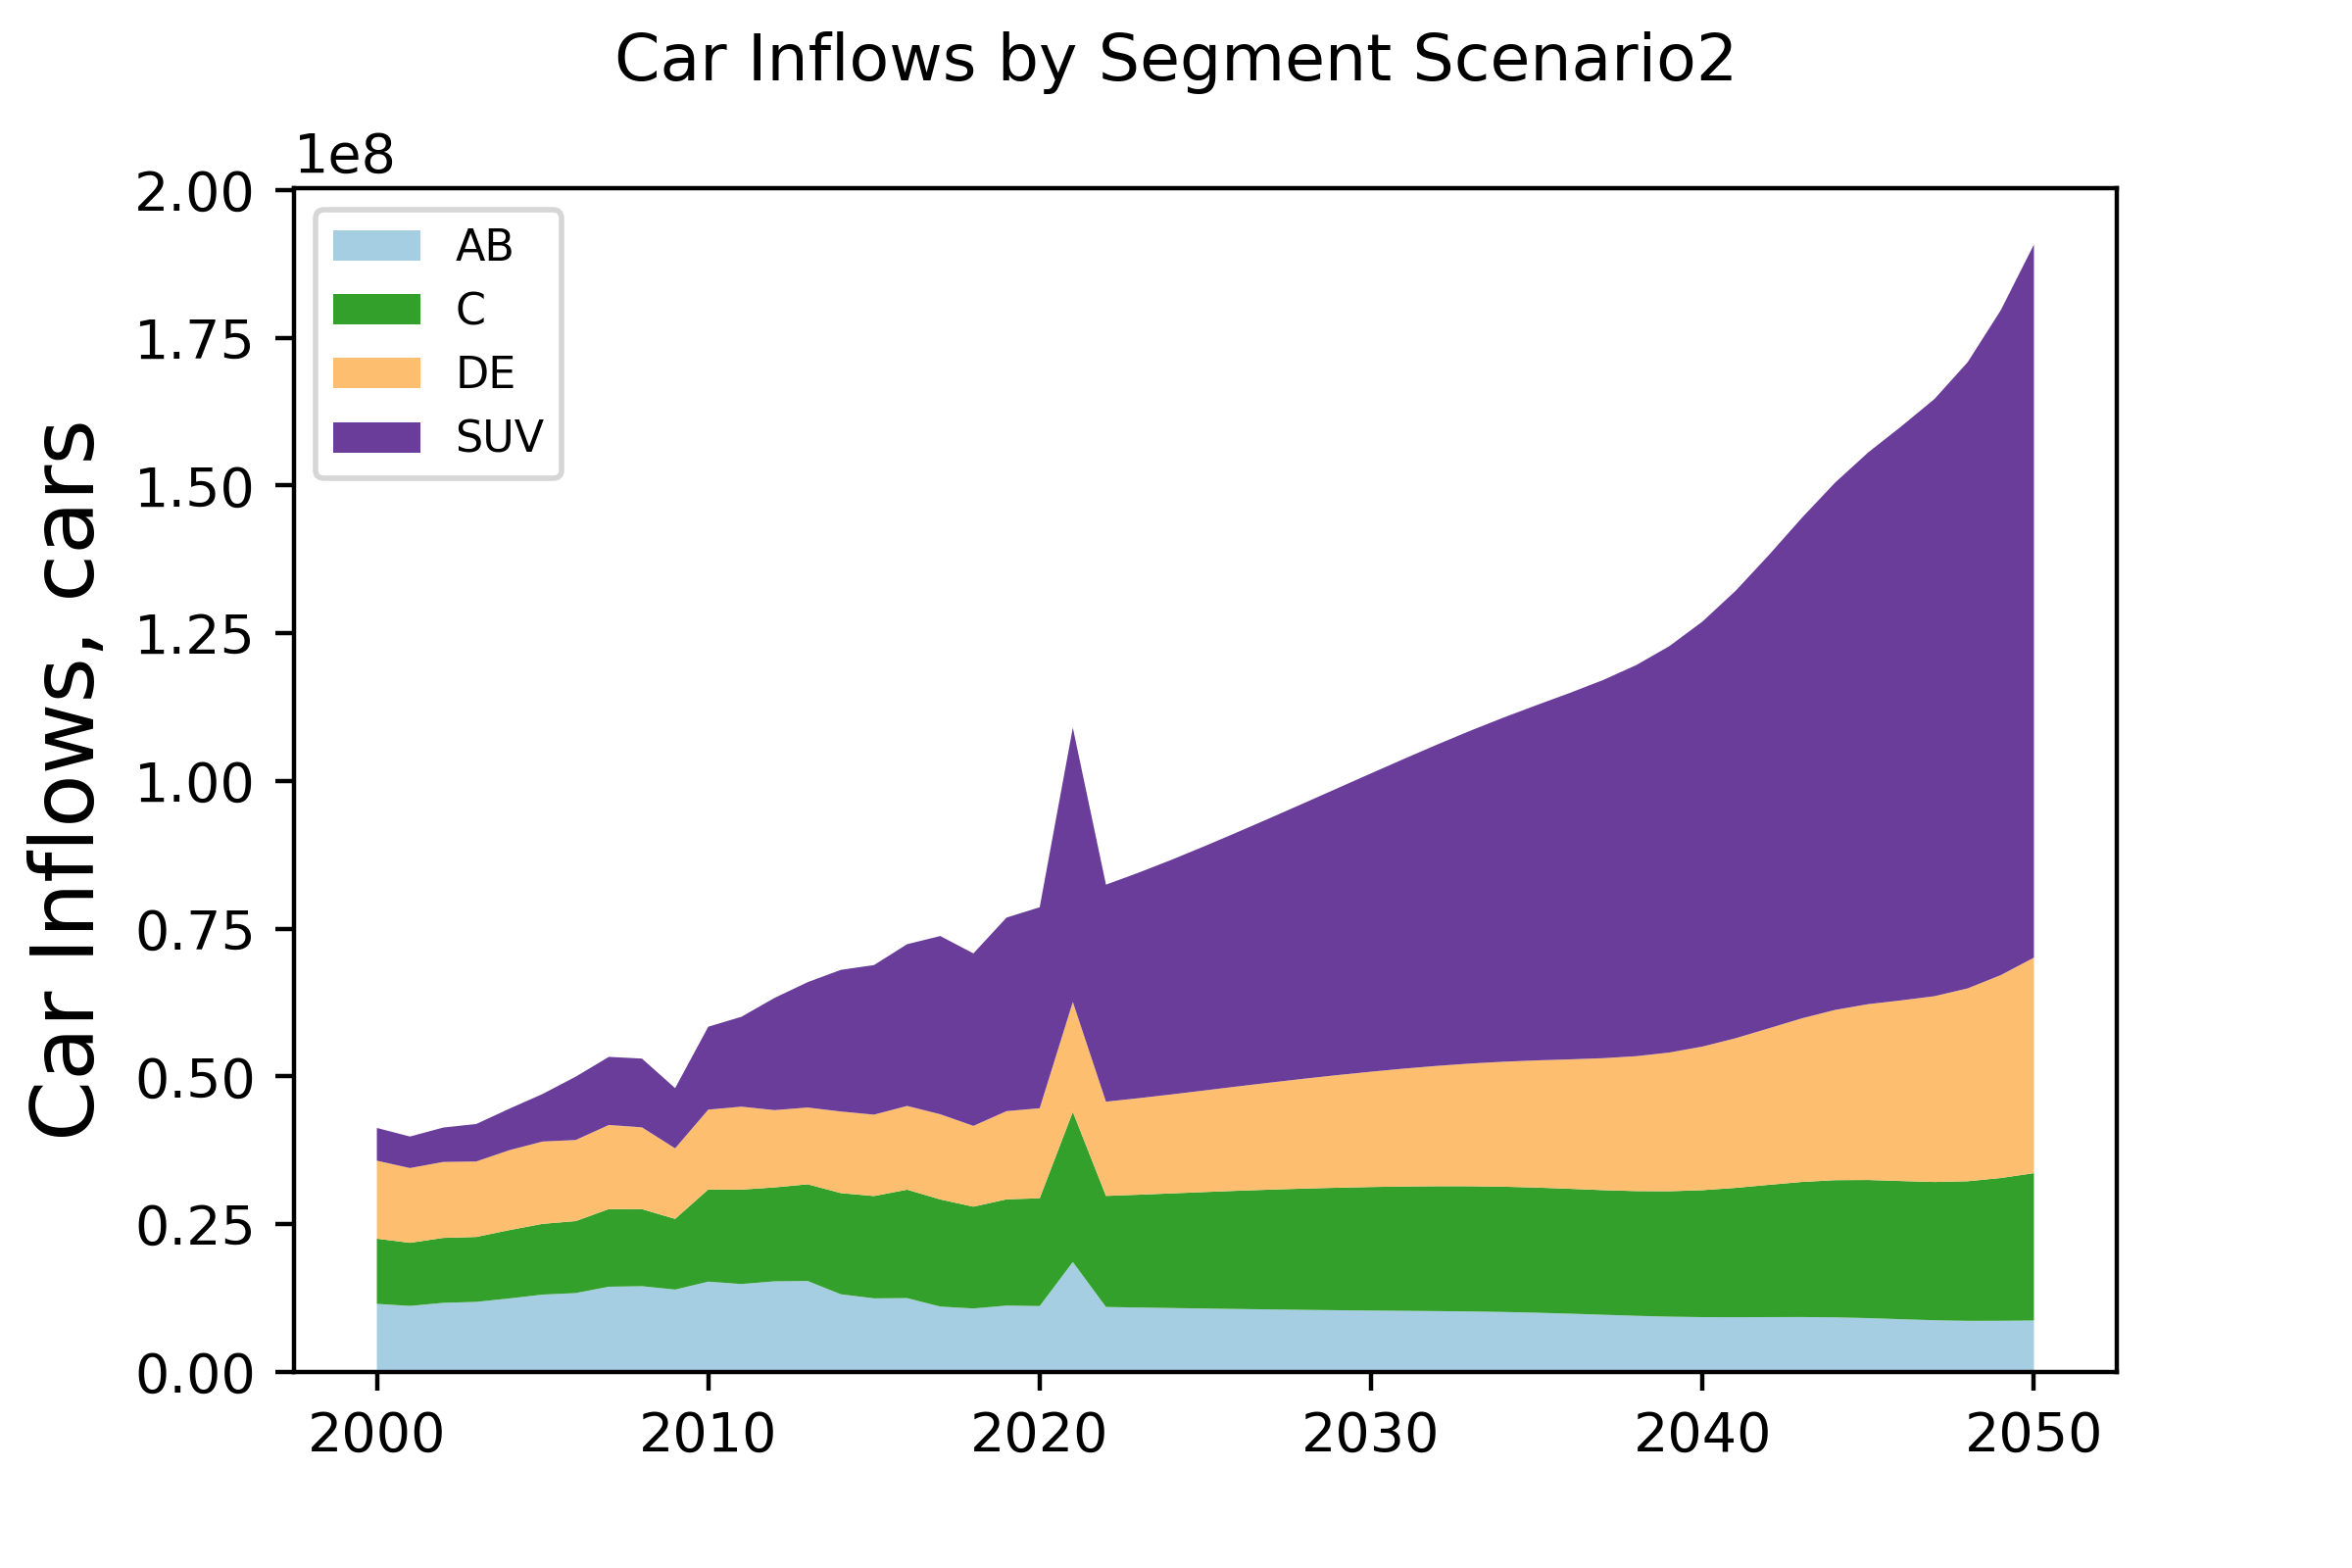 Car Inflows by Segment Scenario2
1e8
2.00
1.75
1.50
1.25
1.00
0.75
0.50
0.25
0.00
Car Inflows, cars
AB
C
DE
SUV
2000 2010 2020 2030 2040 2050